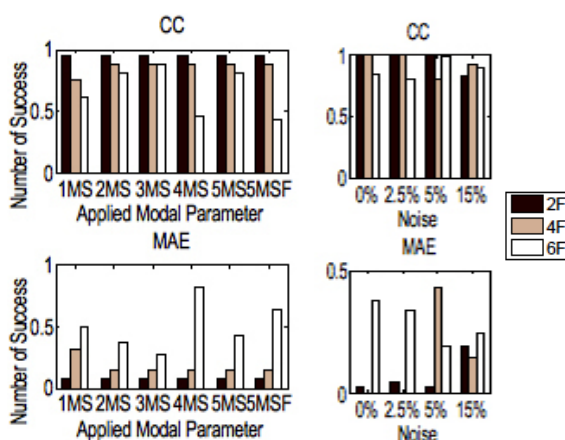 CC
CC
Number of Success
1
0.5
0
1MS 2MS 3MS 4MS 5MS5MSF
Applied Modal Parameter
1
0.5
0
0% 2.5% 5% 15%
Noise
2F
4F
6F
MAE
MAE
Number of Success
1
0.5
0
1MS 2MS 3MS 4MS 5MS5MSF
Applied Modal Parameter
0.5
0
0% 2.5% 5% 15%
Noise